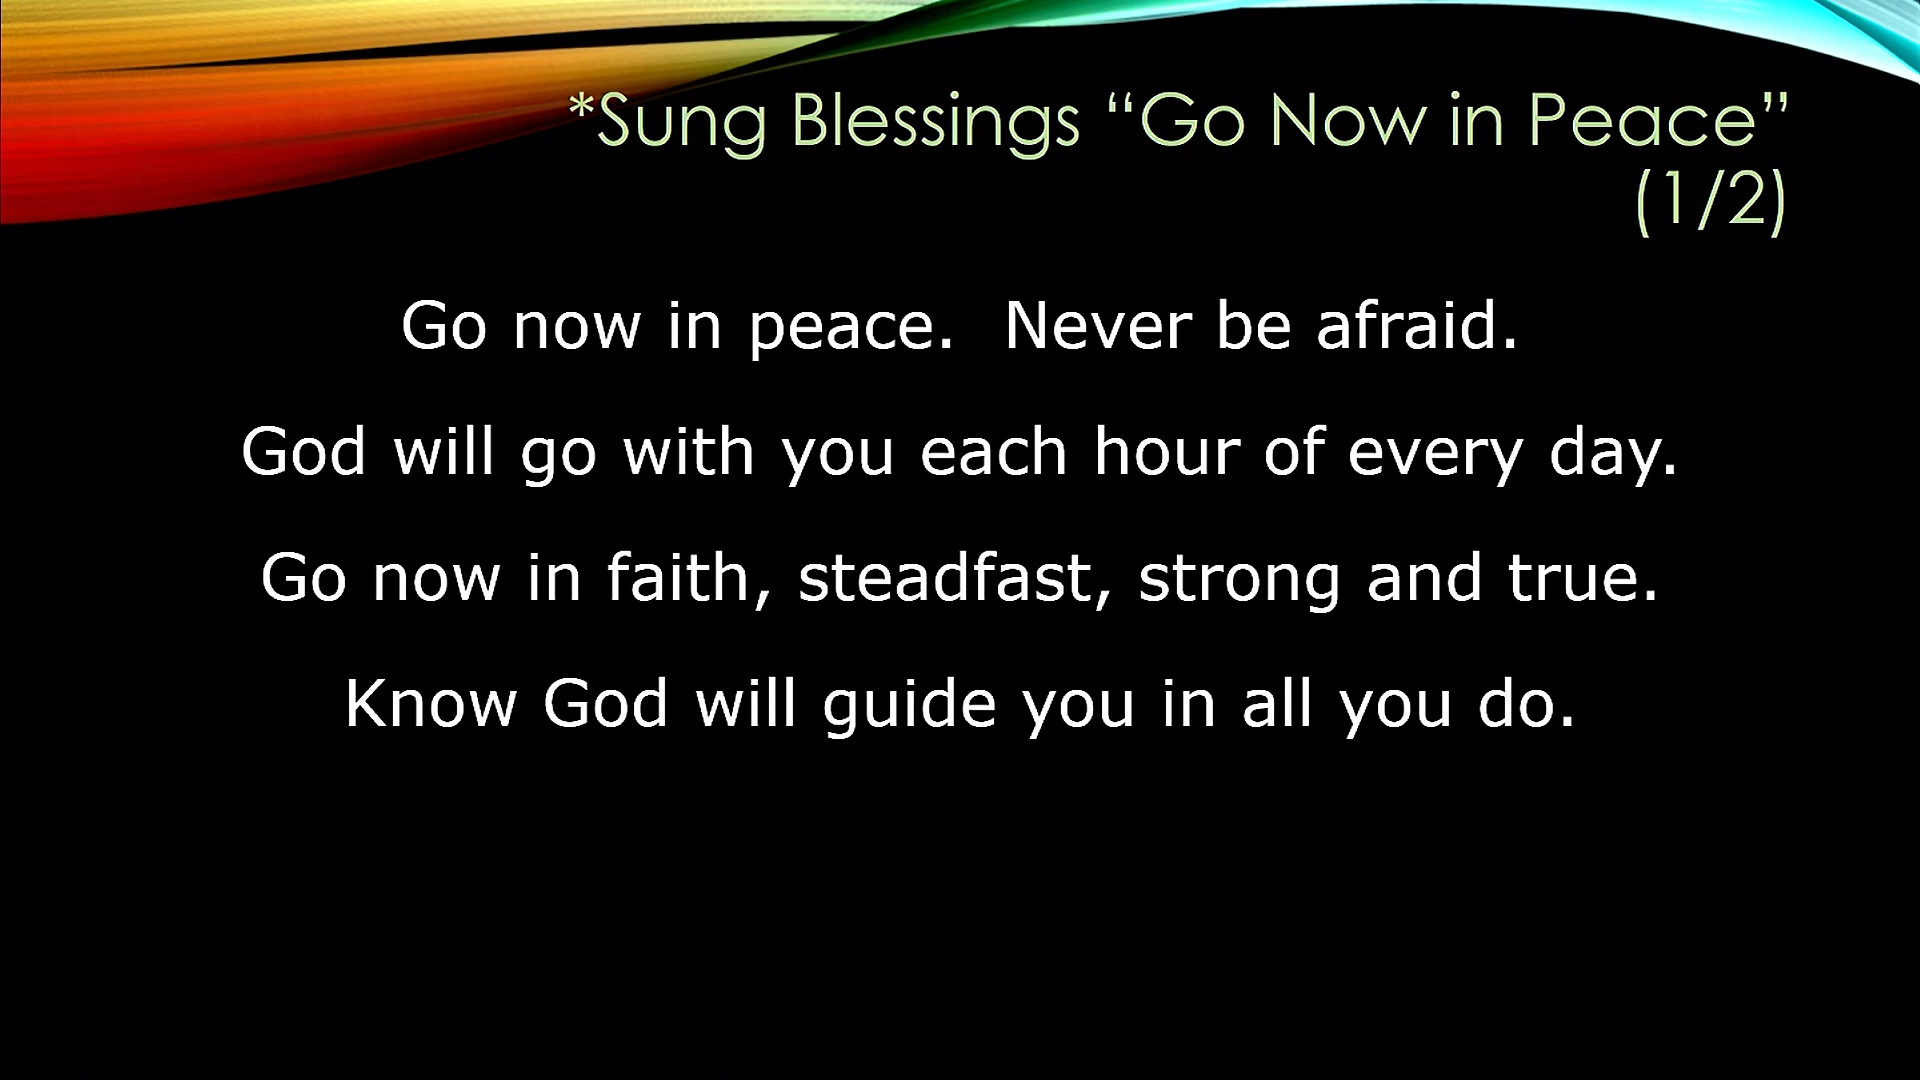 *Sung Blessings “Go Now in Peace”
(1/2)
Go now in peace.  Never be afraid.
God will go with you each hour of every day.
Go now in faith, steadfast, strong and true.
Know God will guide you in all you do.